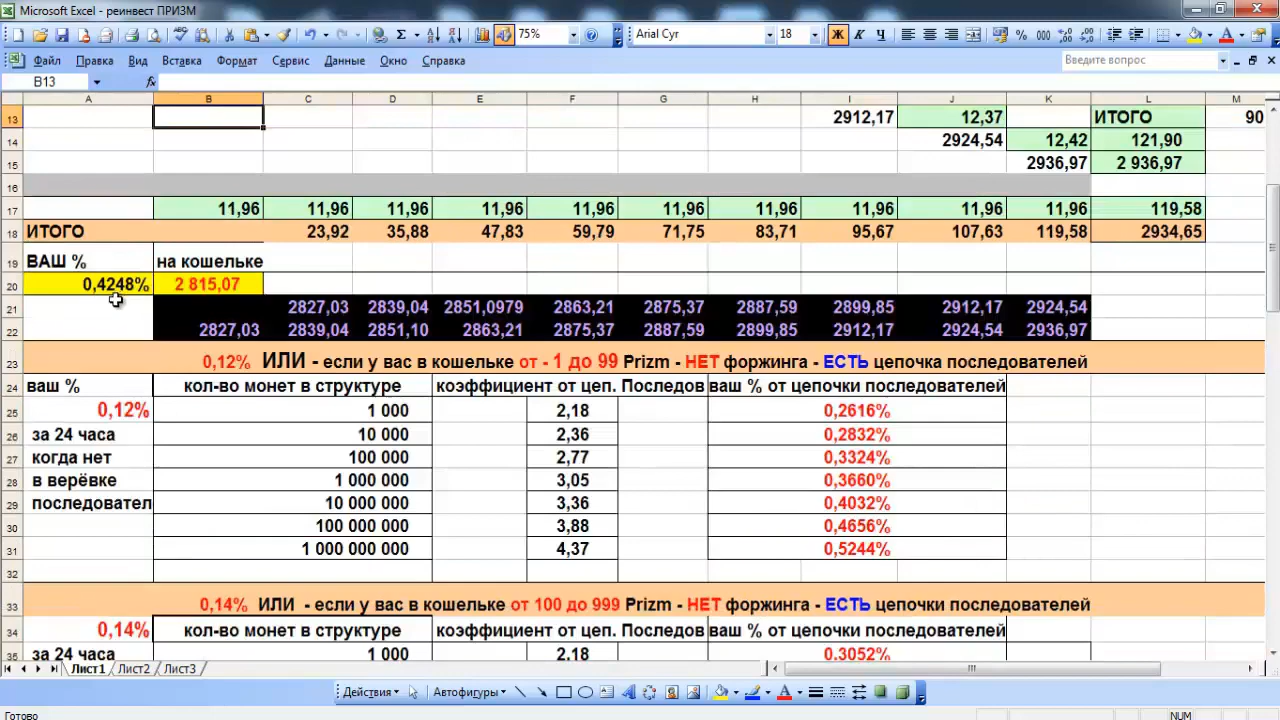 Microsoft Excel - реинвест ПРИЗМ
75% Arial Cyr 18 Ж К Ч % 000
Файл Правка Вид Вставка Формат Сервис Данные Окно Справка Введите вопрос
B13 fx
A B C D E F G H I J K L M
13 2912,17 12,37 ИТОГО 90
14 2924,54 12,42 121,90
15 2936,97 2 936,97
16
17 11,96 11,96 11,96 11,96 11,96 11,96 11,96 11,96 11,96 11,96 119,58
18 ИТОГО 23,92 35,88 47,83 59,79 71,75 83,71 95,67 107,63 119,58 2934,65
19 ВАШ % на кошельке
20 0,4248% 2 815,07
21 2827,03 2839,04 2851,0979 2863,21 2875,37 2887,59 2899,85 2912,17 2924,54
22 2827,03 2839,04 2851,10 2863,21 2875,37 2887,59 2899,85 2912,17 2924,54 2936,97
23 0,12% ИЛИ - если у вас в кошельке от - 1 до 99 Prizm - НЕТ форжинга - ЕСТЬ цепочка последователей
24 ваш % кол-во монет в структуре коэффициент от цеп. Последов ваш % от цепочки последователей
25 0,12% 1 000 2,18 0,2616%
26 за 24 часа 10 000 2,36 0,2832%
27 когда нет 100 000 2,77 0,3324%
28 в верёвке 1 000 000 3,05 0,3660%
29 последовател 10 000 000 3,36 0,4032%
30 100 000 000 3,88 0,4656%
31 1 000 000 000 4,37 0,5244%
32
33 0,14% ИЛИ - если у вас в кошельке от 100 до 999 Prizm - НЕТ форжинга - ЕСТЬ цепочки последователей
34 0,14% кол-во монет в структуре коэффициент от цеп. Последов ваш % от цепочки последователей
35 за 24 часа 1 000 2,18 0,3052%
Лист1 Лист2 Лист3
Действия Автофигуры
Готово NUM